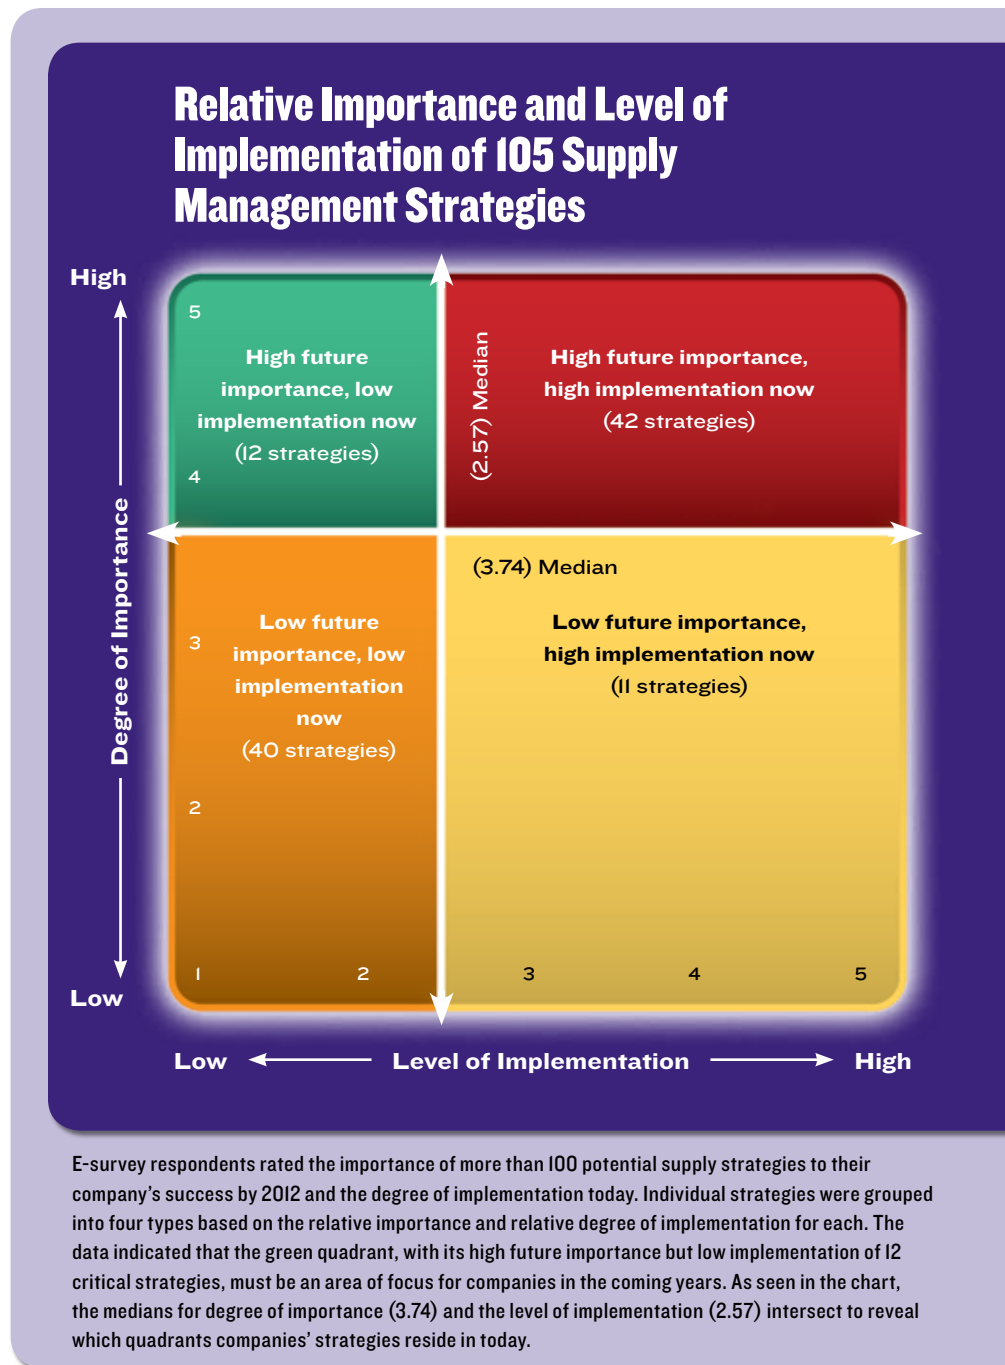 Relative Importance and Level of
Implementation of 105 Supply
Management Strategies
High
5
High future
importance, low
implementation now
(12 strategies)
4
(2.57) Median
High future importance,
high implementation now
(42 strategies)
Degree of Importance
(3.74) Median
3
Low future
importance, low
implementation
now
(40 strategies)
Low future importance,
high implementation now
(11 strategies)
2
1
2
3
4
5
Low
Low
Level of Implementation
High
E-survey respondents rated the importance of more than 100 potential supply strategies to their
company's success by 2012 and the degree of implementation today. Individual strategies were grouped
into four types based on the relative importance and relative degree of implementation for each. The
data indicated that the green quadrant, with its high future importance but low implementation of 12
critical strategies, must be an area of focus for companies in the coming years. As seen in the chart,
the medians for degree of importance (3.74) and the level of implementation (2.57) intersect to reveal
which quadrants companies' strategies reside in today.